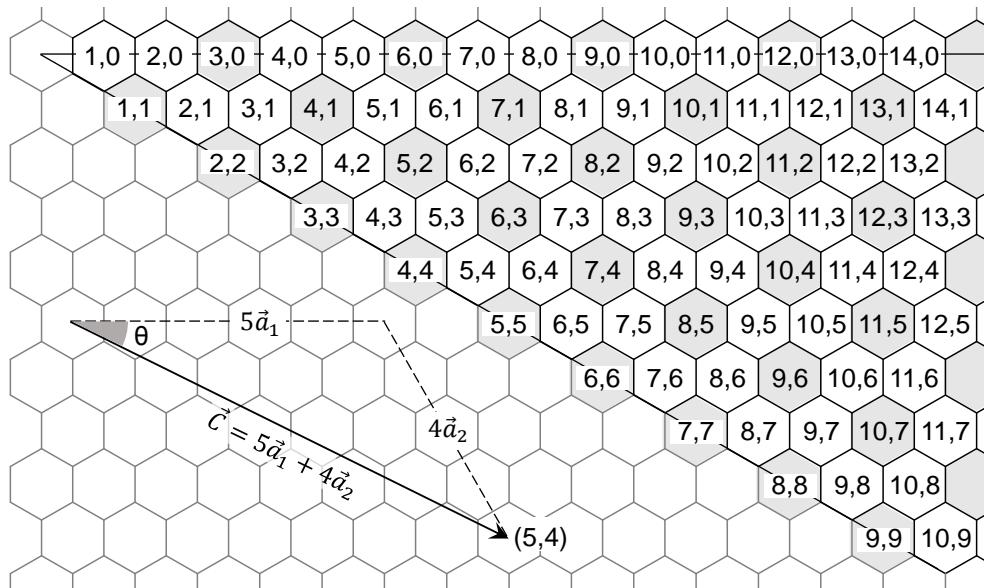 1,0 2,0 3,0 4,0 5,0 6,0 7,0 8,0 9,0 10,0 11,0 12,0 13,0 14,0
1,1 2,1 3,1 4,1 5,1 6,1 7,1 8,1 9,1 10,1 11,1 12,1 13,1 14,1
2,2 3,2 4,2 5,2 6,2 7,2 8,2 9,2 10,2 11,2 12,2 13,2
3,3 4,3 5,3 6,3 7,3 8,3 9,3 10,3 11,3 12,3 13,3
4,4 5,4 6,4 7,4 8,4 9,4 10,4 11,4 12,4
5,5 6,5 7,5 8,5 9,5 10,5 11,5 12,5
6,6 7,6 8,6 9,6 10,6 11,6
7,7 8,7 9,7 10,7 11,7
8,8 9,8 10,8
9,9 10,9
5a⃗₁
θ
4a⃗₂
C⃗ = 5a⃗₁ + 4a⃗₂
(5,4)